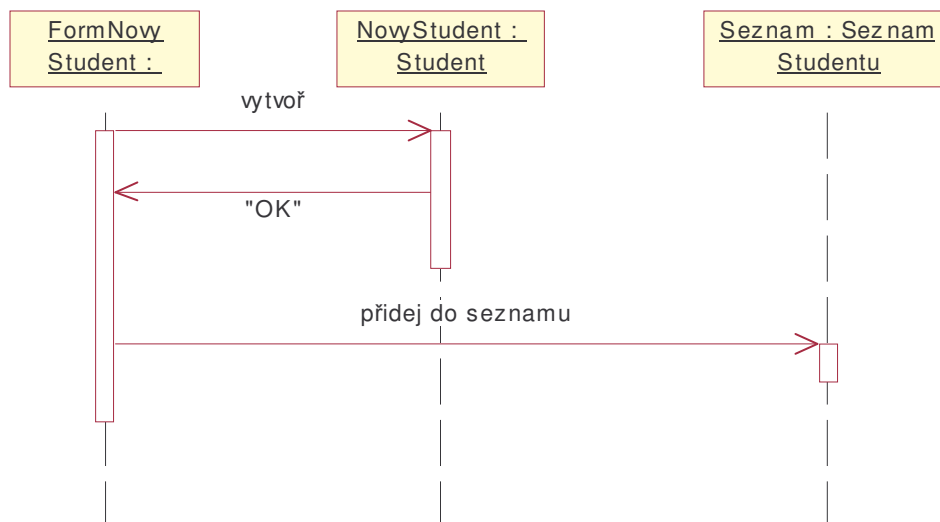 FormNovy
Student :
NovyStudent :
Student
Seznam : Seznam
Studentu
vytvoř
"OK"
přidej do seznamu